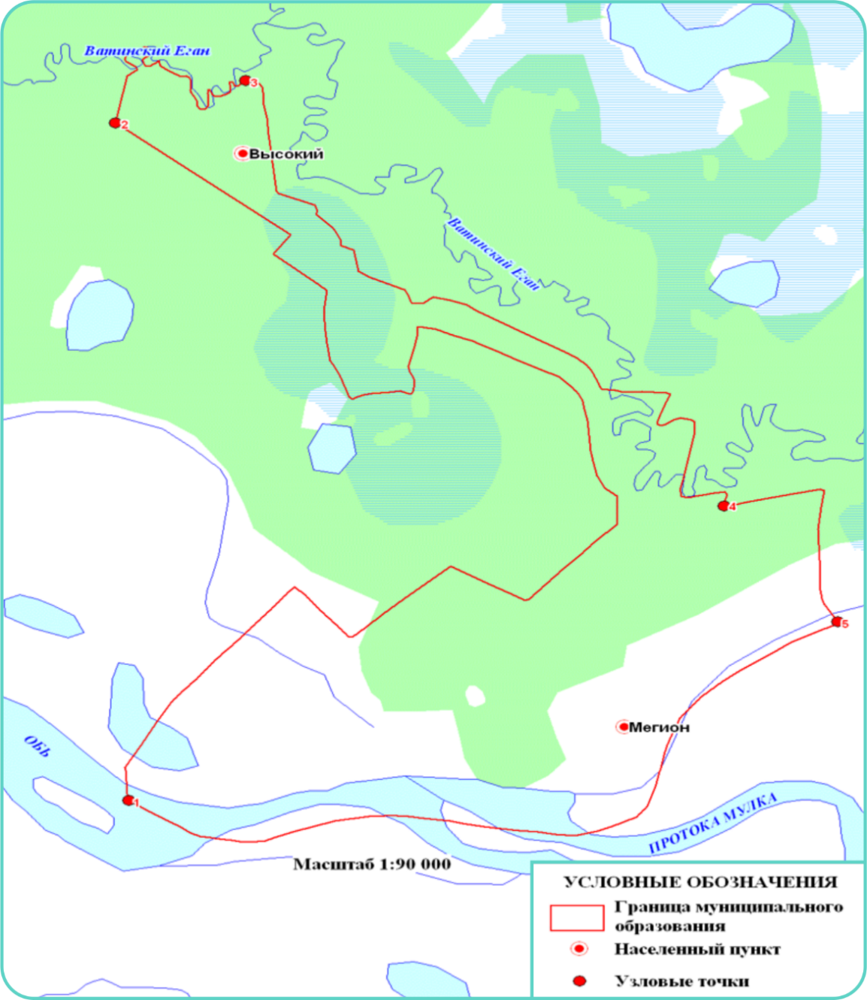 Ватинский Еган
3
2
Высокий
Ватинский Еган
4
5
Мегион
ОБЬ
1
ПРОТОКА МУЛКА
Масштаб 1:90 000
УСЛОВНЫЕ ОБОЗНАЧЕНИЯ
Граница муниципального
образования
Населенный пункт
Узловые точки